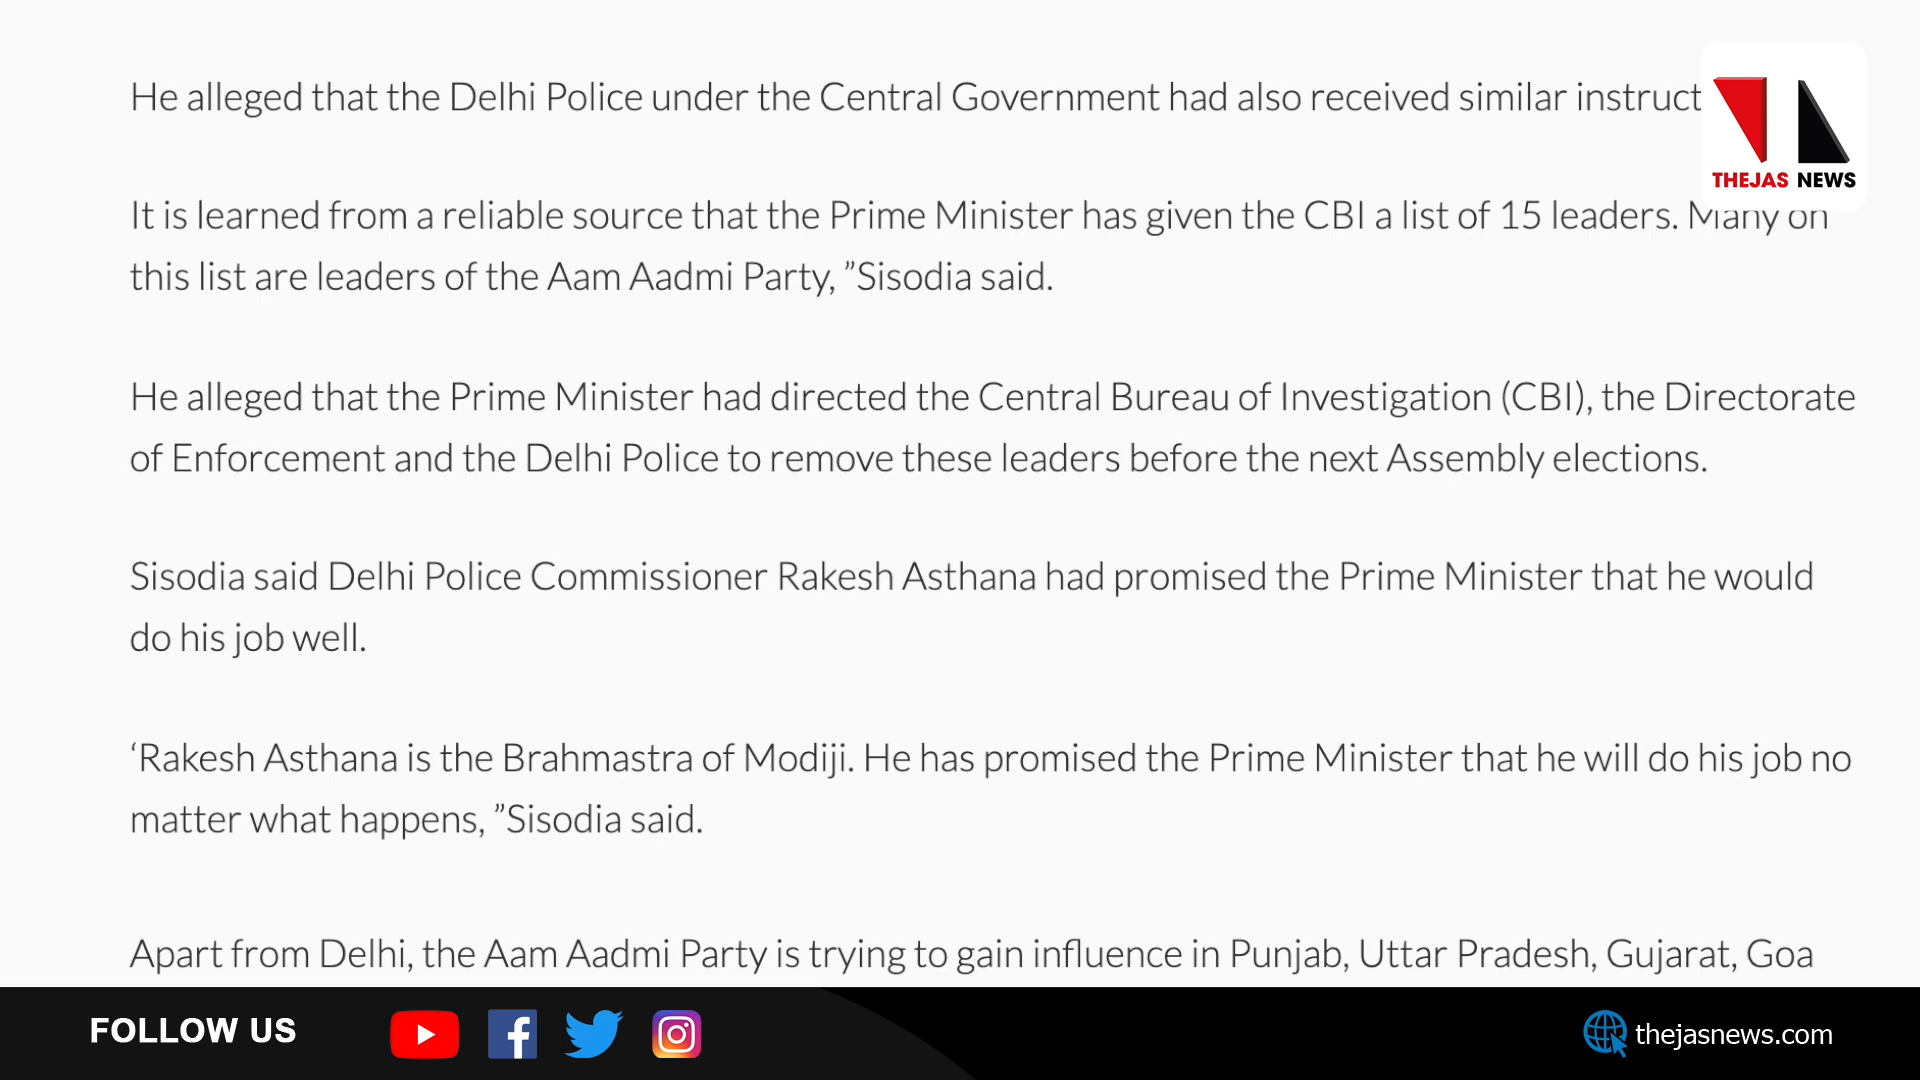 He alleged that the Delhi Police under the Central Government had also received similar instruct
THEJAS NEWS
It is learned from a reliable source that the Prime Minister has given the CBI a list of 15 leaders. Many on
this list are leaders of the Aam Aadmi Party, ”Sisodia said.
He alleged that the Prime Minister had directed the Central Bureau of Investigation (CBI), the Directorate
of Enforcement and the Delhi Police to remove these leaders before the next Assembly elections.
Sisodia said Delhi Police Commissioner Rakesh Asthana had promised the Prime Minister that he would
do his job well.
‘Rakesh Asthana is the Brahmastra of Modiji. He has promised the Prime Minister that he will do his job no
matter what happens, ”Sisodia said.
Apart from Delhi, the Aam Aadmi Party is trying to gain influence in Punjab, Uttar Pradesh, Gujarat, Goa
FOLLOW US
thejasnews.com